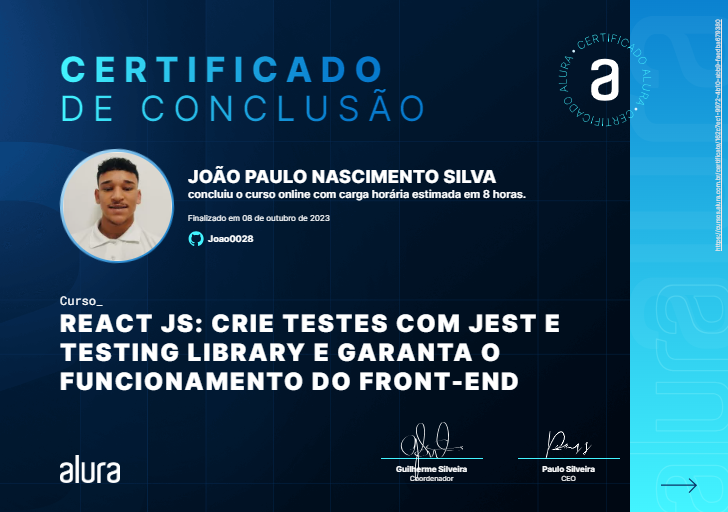 CERTIFICADO
DE CONCLUSÃO
CERTIFICADO ALURA • CERTIFICADO ALURA •
a
JOÃO PAULO NASCIMENTO SILVA
concluiu o curso online com carga horária estimada em 8 horas.
Finalizado em 08 de outubro de 2023
Joao0028
Curso_
REACT JS: CRIE TESTES COM JEST E
TESTING LIBRARY E GARANTA O
FUNCIONAMENTO DO FRONT-END
alura
Guilherme Silveira
Coordenador
Paulo Silveira
CEO
alura